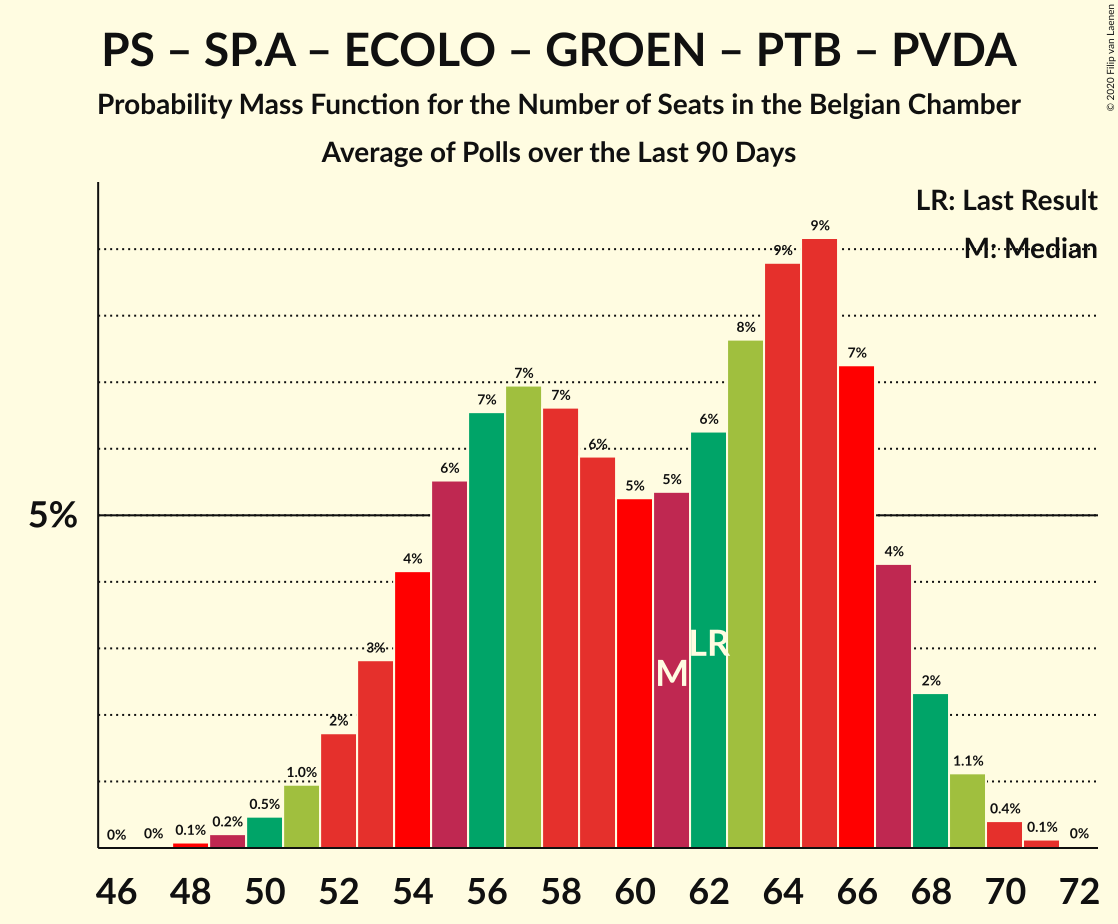 PS – SP.A – ECOLO – GROEN – PTB – PVDA
Probability Mass Function for the Number of Seats in the Belgian Chamber
Average of Polls over the Last 90 Days
© 2020 Filip van Laenen
LR: Last Result
M: Median
5%
0% 0% 0.1% 0.2% 0.5% 1.0% 2% 3% 4% 6% 7% 7% 7% 6% 5% 5% 6% 8% 9% 9% 7% 4% 2% 1.1% 0.4% 0.1% 0%
LR
M
46 48 50 52 54 56 58 60 62 64 66 68 70 72